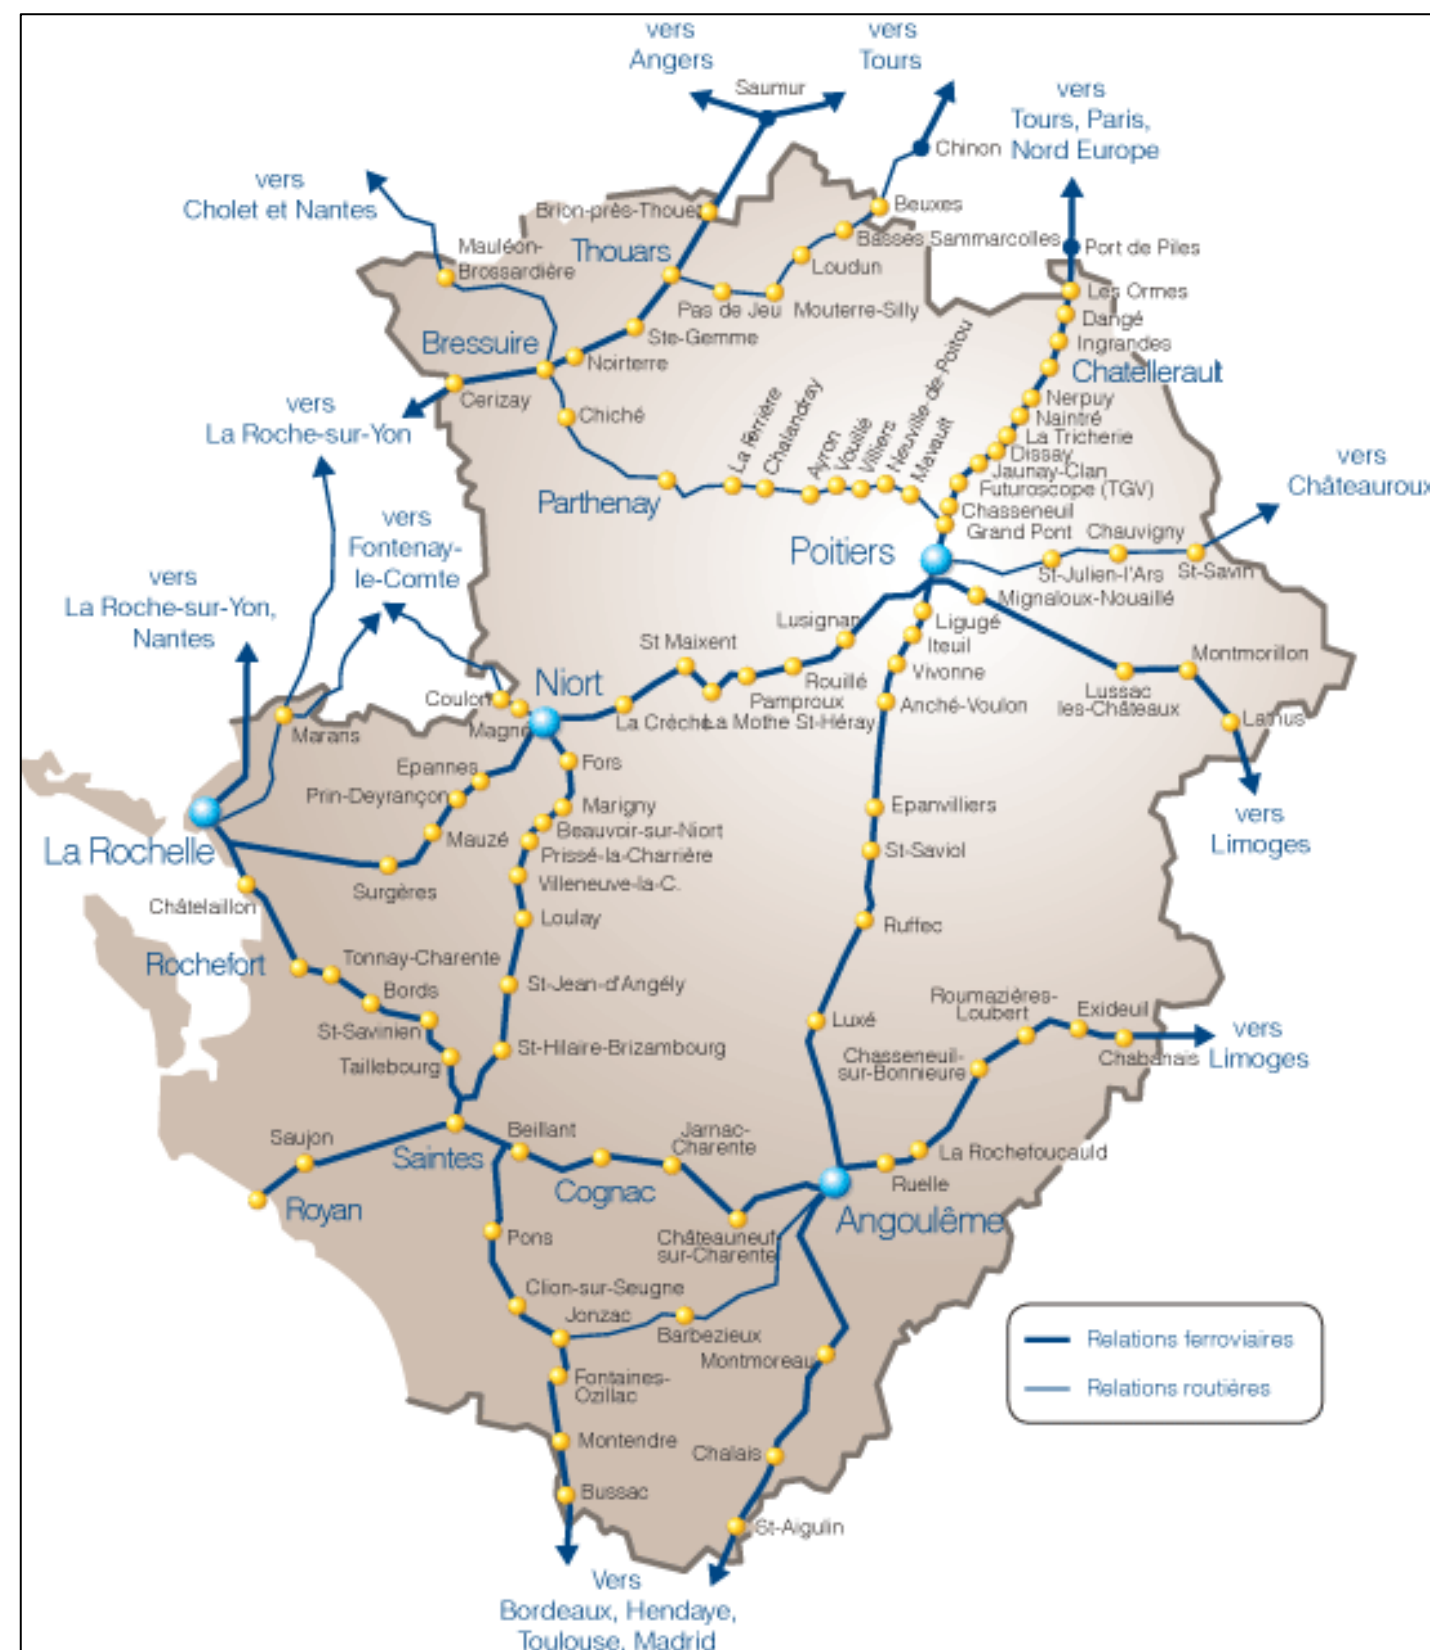 vers
Angers
vers
Tours
Saumur
vers
Tours, Paris,
Nord Europe
Chinon
vers
Cholet et Nantes
Brion-près-Thouet
Beuxes
Mauléon-
Brossardière
Thouars
Basses Sammarcolles
Port de Piles
Loudun
Les Ormes
Pas de Jeu
Mouterre-Silly
Dangé
Bressuire
Ste-Gemme
Ingrandes
Noirterre
Chatellerault
Cerizay
vers
La Roche-sur-Yon
Chiché
Nerpuy
Naintré
La Tricherie
Dissay
Jaunay-Clan
Futuroscope (TGV)
Chasseneuil
Grand Pont
La Ferrière
Chalandray
Ayron
Vouillé
Villiers
Neuville-de-Poitou
Mavault
Parthenay
vers
Châteauroux
vers
Fontenay-
le-Comte
Poitiers
Chauvigny
St-Julien-l'Ars
St-Savin
vers
La Roche-sur-Yon,
Nantes
Mignaloux-Nouaillé
Lusignan
Ligugé
Iteuil
St Maixent
Vivonne
Montmorillon
Rouillé
Lussac
les-Châteaux
Niort
Coulon
Pamproux
Anché-Voulon
La Crèche
La Mothe St-Héray
Lathus
Magné
Marans
Epannes
Fors
Prin-Deyrançon
Marigny
Epanvilliers
vers
Limoges
Mauzé
Beauvoir-sur-Niort
La Rochelle
Prissé-la-Charrière
St-Saviol
Surgères
Villeneuve-la-C.
Châtelaillon
Loulay
Ruffec
Rochefort
Tonnay-Charente
St-Jean-d'Angély
Bords
Roumazières-
Loubert
Exideuil
St-Savinien
Luxé
vers
Limoges
Taillebourg
St-Hilaire-Brizambourg
Chasseneuil-
sur-Bonnieure
Chabanais
Saujon
Beillant
Jarnac-
Charente
Saintes
La Rochefoucauld
Cognac
Ruelle
Royan
Angoulême
Pons
Châteauneuf
sur-Charente
Clion-sur-Seugne
Jonzac
Barbezieux
Montmoreau
Relations ferroviaires
Fontaines-
Ozillac
Relations routières
Montendre
Chalais
Bussac
St-Aigulin
Vers
Bordeaux, Hendaye,
Toulouse, Madrid